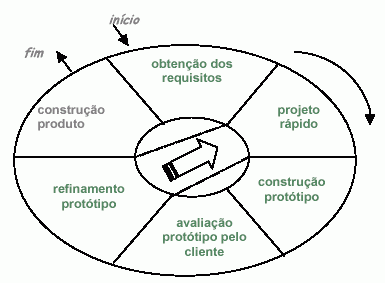 início
fim
obtenção dos
requisitos
projeto
rápido
construção
protótipo
avaliação
protótipo pelo
cliente
refinamento
protótipo
construção
produto